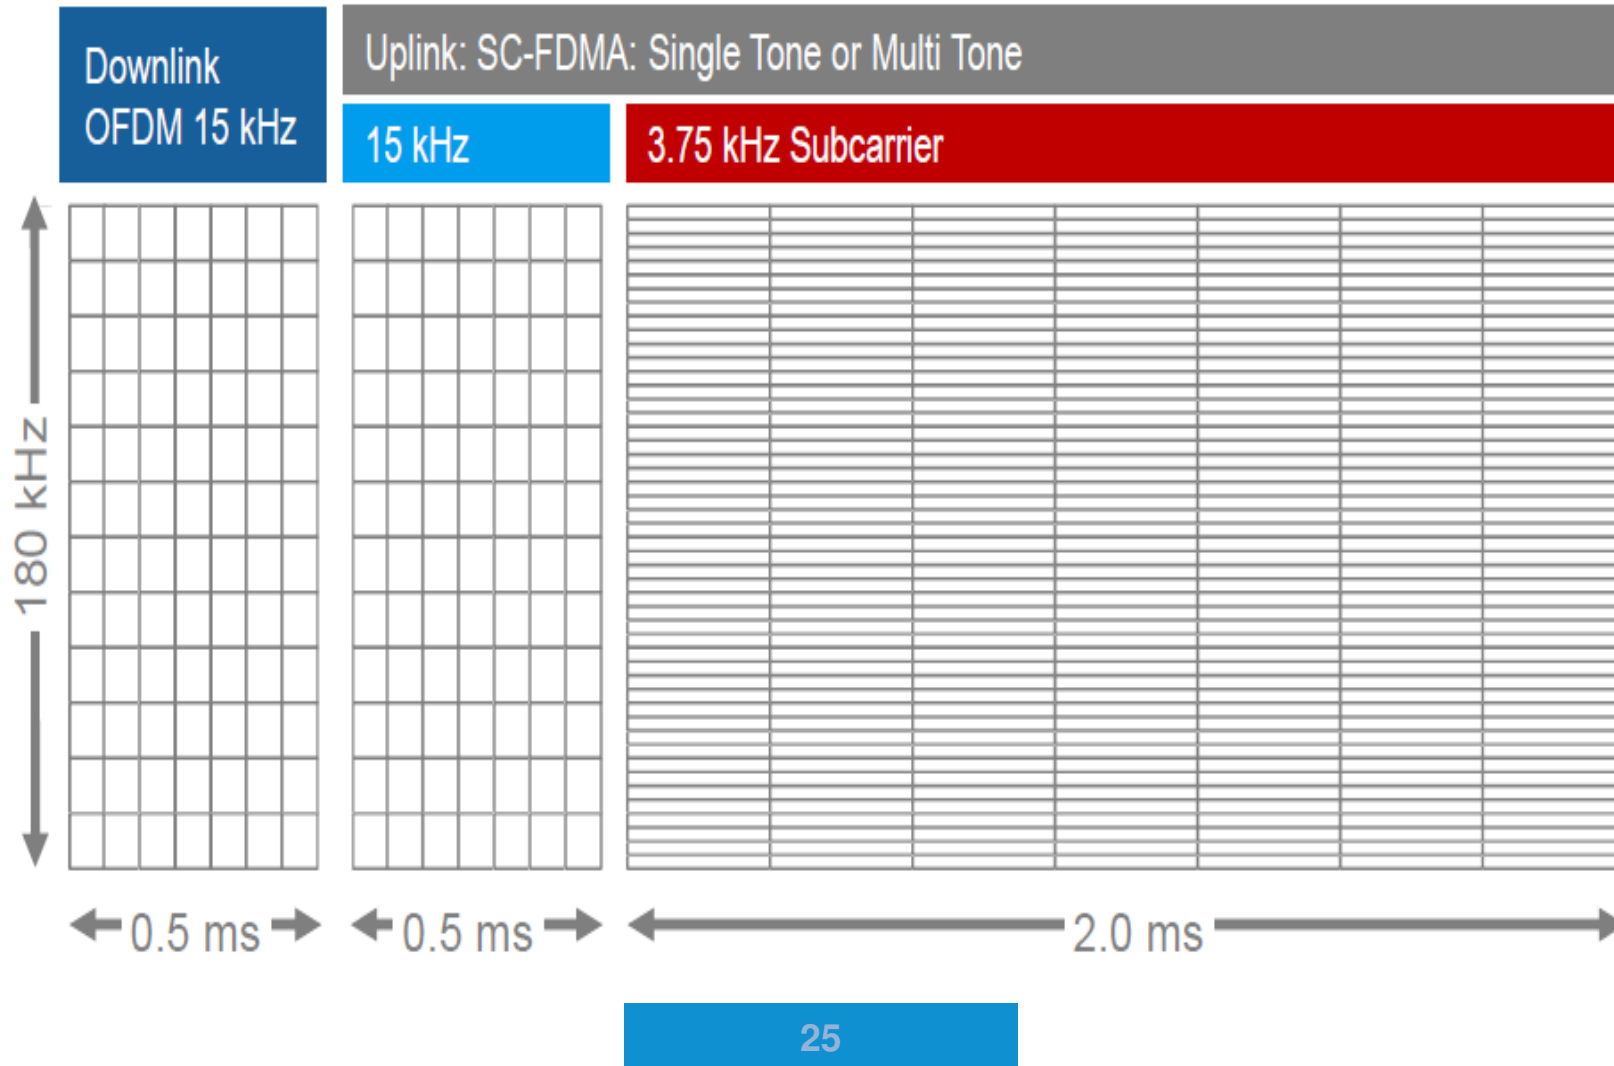 Downlink
OFDM 15 kHz
Uplink: SC-FDMA: Single Tone or Multi Tone
15 kHz
3.75 kHz Subcarrier
180 kHz
0.5 ms
0.5 ms
2.0 ms
25